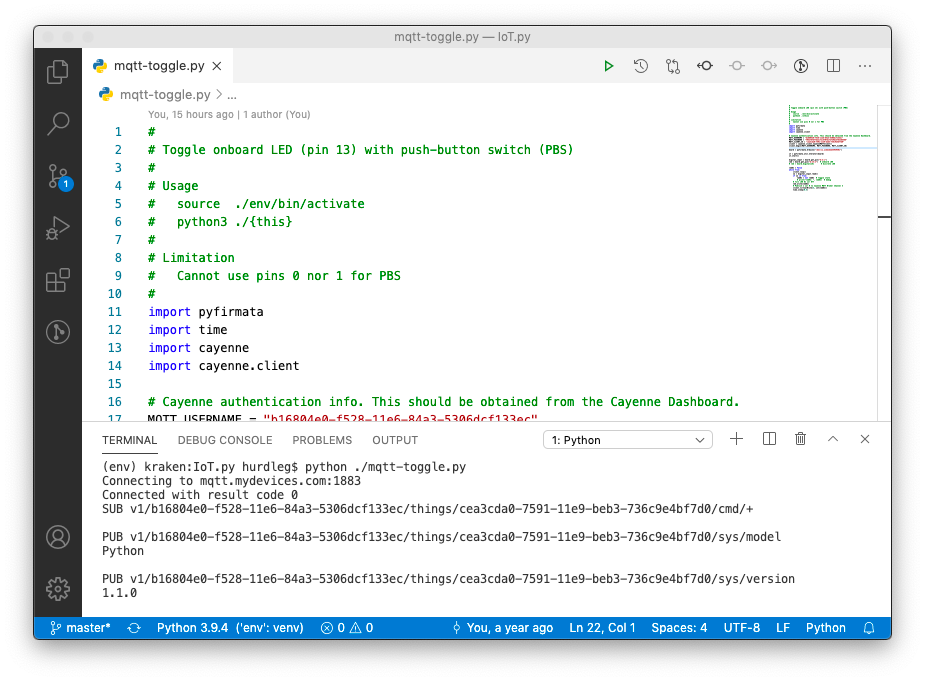 mqtt-toggle.py — IoT.py
mqtt-toggle.py
mqtt-toggle.py > ...
You, 15 hours ago | 1 author (You)
1 #
2 # Toggle onboard LED (pin 13) with push-button switch (PBS)
3 #
4 # Usage
5 #   source  ./env/bin/activate
6 #   python3 ./{this}
7 #
8 # Limitation
9 #   Cannot use pins 0 nor 1 for PBS
10 #
11 import pyfirmata
12 import time
13 import cayenne
14 import cayenne.client
15
16 # Cayenne authentication info. This should be obtained from the Cayenne Dashboard.
17 MQTT_USERNAME = "b16804e0-f528-11e6-84a3-5306dcf133ec"
1
TERMINAL DEBUG CONSOLE PROBLEMS OUTPUT 1: Python
(env) kraken:IoT.py hurdleg$ python ./mqtt-toggle.py
Connecting to mqtt.mydevices.com:1883
Connected with result code 0
SUB v1/b16804e0-f528-11e6-84a3-5306dcf133ec/things/cea3cda0-7591-11e9-beb3-736c9e4bf7d0/cmd/+
PUB v1/b16804e0-f528-11e6-84a3-5306dcf133ec/things/cea3cda0-7591-11e9-beb3-736c9e4bf7d0/sys/model
Python
PUB v1/b16804e0-f528-11e6-84a3-5306dcf133ec/things/cea3cda0-7591-11e9-beb3-736c9e4bf7d0/sys/version
1.1.0
master* Python 3.9.4 ('env': venv) 0 0 You, a year ago Ln 22, Col 1 Spaces: 4 UTF-8 LF Python